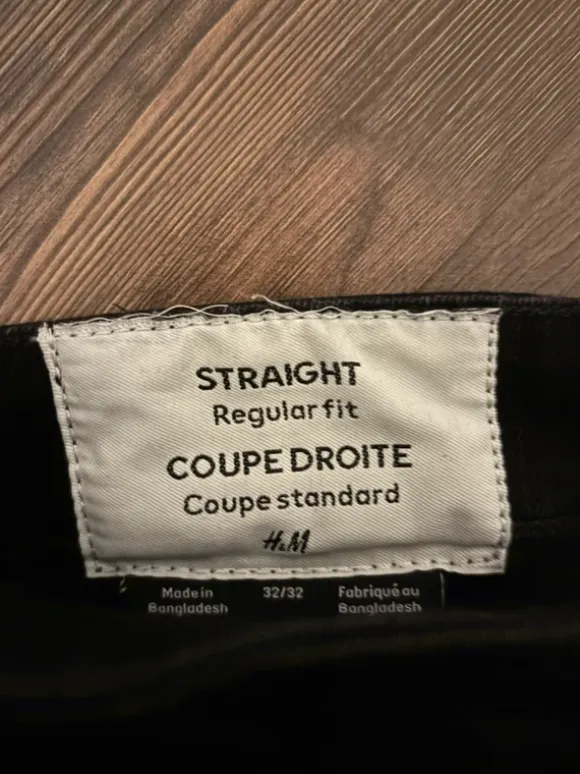 STRAIGHT
Regular fit
COUPE DROITE
Coupe standard
H&M
Made in
Bangladesh
32/32
Fabriqué au
Bangladesh